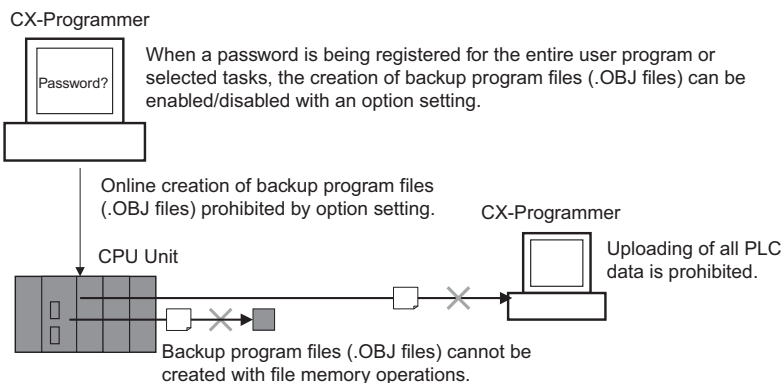 CX-Programmer
Password?
When a password is being registered for the entire user program or
selected tasks, the creation of backup program files (.OBJ files) can be
enabled/disabled with an option setting.
Online creation of backup program files
(.OBJ files) prohibited by option setting.
CX-Programmer
Uploading of all PLC
data is prohibited.
CPU Unit
Backup program files (.OBJ files) cannot be
created with file memory operations.